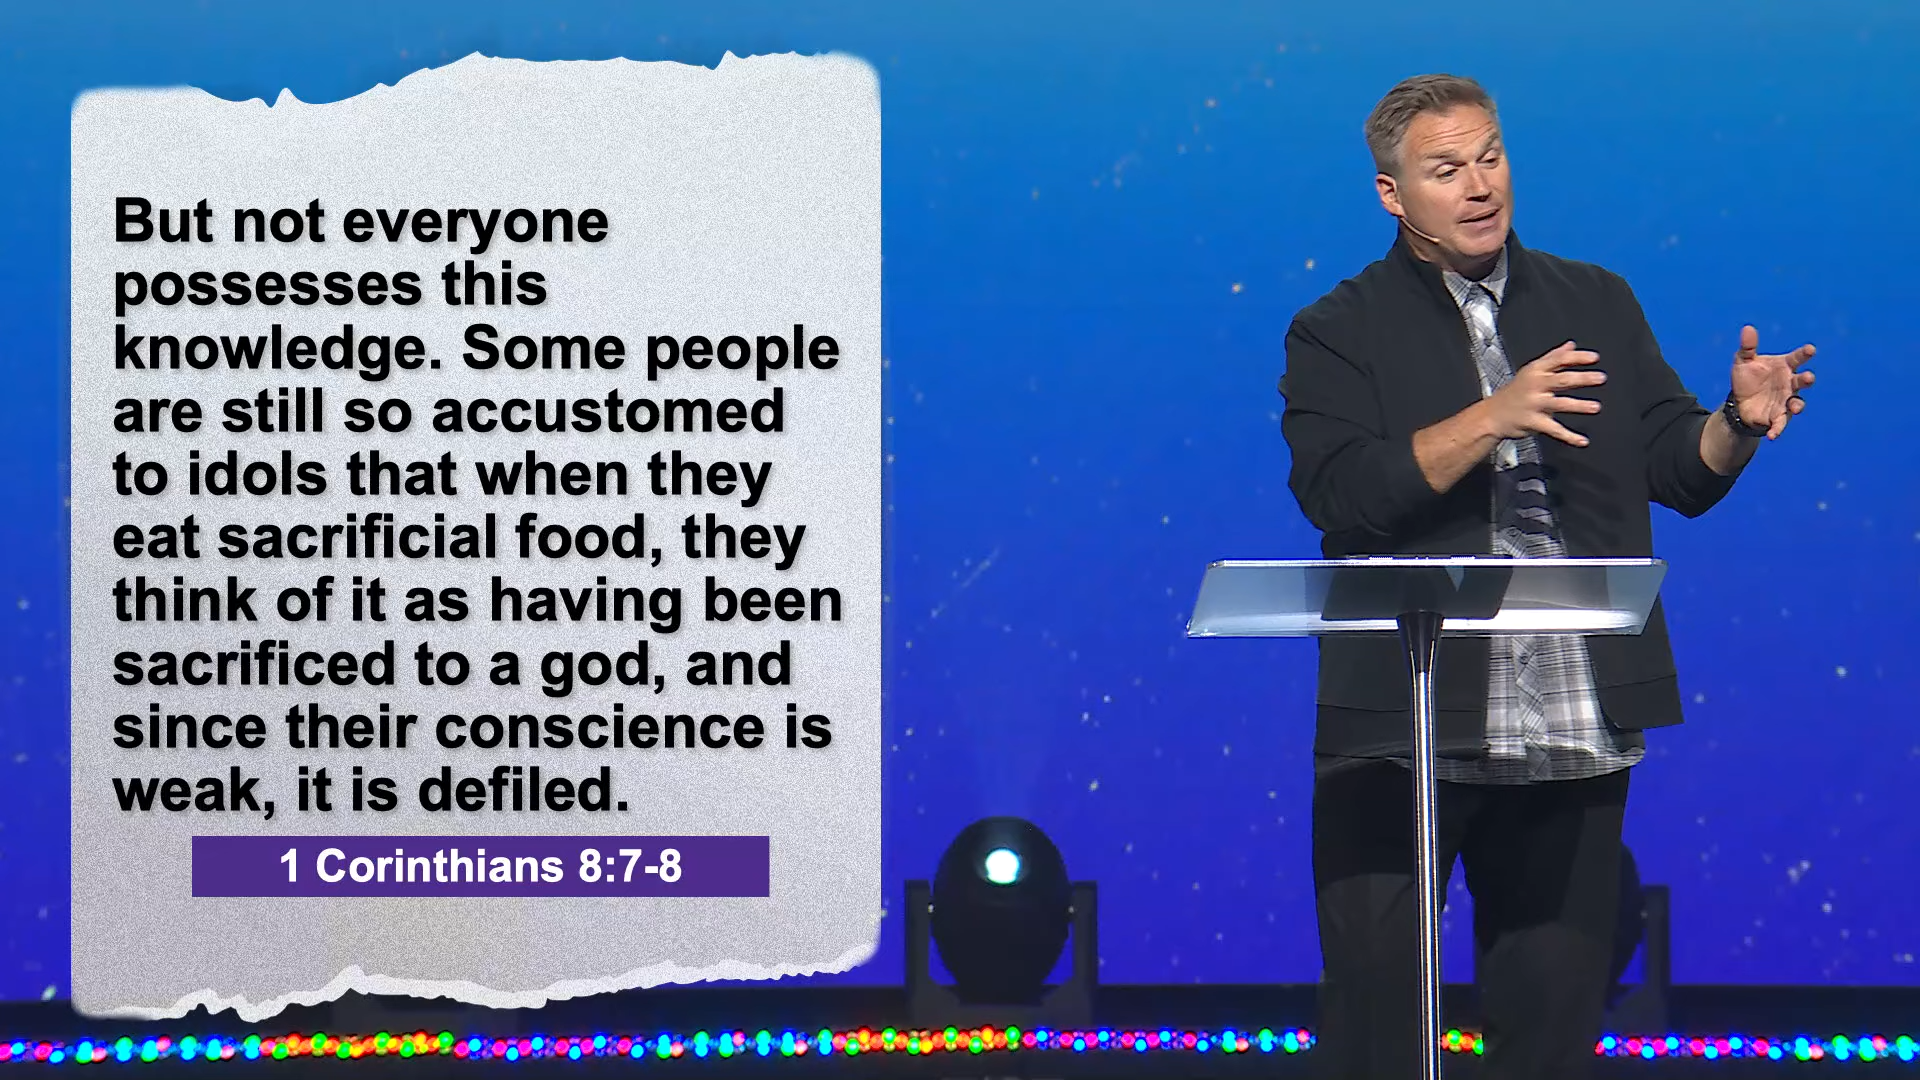 But not everyone
possesses this
knowledge. Some people
are still so accustomed
to idols that when they
eat sacrificial food, they
think of it as having been
sacrificed to a god, and
since their conscience is
weak, it is defiled.
1 Corinthians 8:7-8